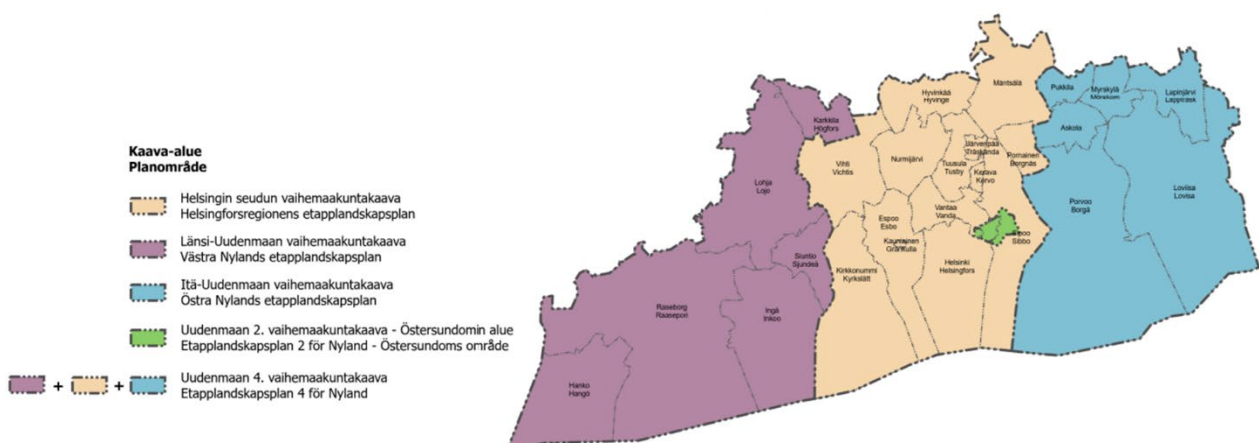 Kaava-alue
Planområde
Helsingin seudun vaihemaakuntakaava
Helsingforsregionens etapplandskapsplan
Länsi-Uudenmaan vaihemaakuntakaava
Västra Nylands etapplandskapsplan
Itä-Uudenmaan vaihemaakuntakaava
Östra Nylands etapplandskapsplan
Uudenmaan 2. vaihemaakuntakaava - Östersundomin alue
Etapplandskapsplan 2 för Nyland - Östersundoms område
+ +
Uudenmaan 4. vaihemaakuntakaava
Etapplandskapsplan 4 för Nyland
Mäntsälä
Hyvinkää
Hyvinge
Pukkila
Myrskylä
Mörskom
Lapinjärvi
Lappträsk
Karkkila
Högfors
Askola
Järvenpää
Träskända
Vihti
Vichtis
Nurmijärvi
Tuusula
Tusby
Pornainen
Borgnäs
Kerava
Kervo
Lohja
Lojo
Loviisa
Lovisa
Porvoo
Borgå
Vantaa
Vanda
Espoo
Esbo
Sibbo
Kauniainen
Grankulla
Siuntio
Sjundeå
Kirkkonummi
Kyrkslätt
Helsinki
Helsingfors
Raseborg
Raasepori
Ingå
Inkoo
Hanko
Hangö